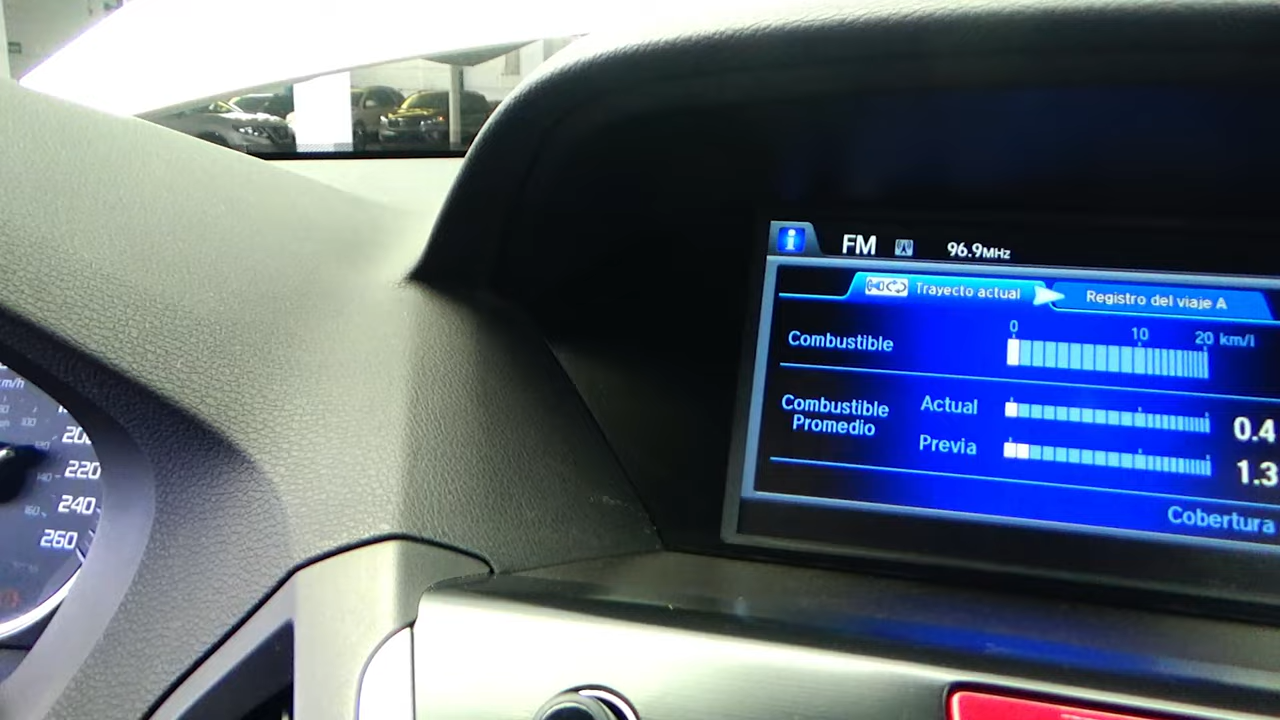 FM 96.9MHz
Trayecto actual
Registro del viaje A
0 10 20 km/l
Combustible
Combustible
Promedio
Actual 0.4
Previa 1.3
Cobertura
km/h
200
220
240
260